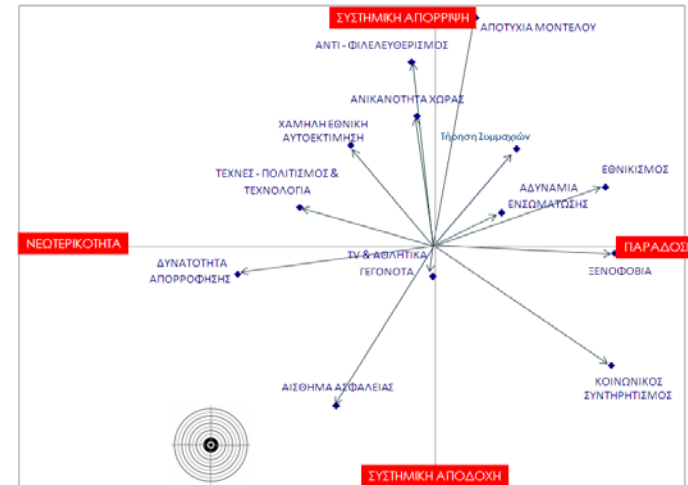 ΣΥΣΤΗΜΙΚΗ ΑΠΟΡΡΙΨΗ
ΑΠΟΤΥΧΙΑ ΜΟΝΤΕΛΟΥ
ΑΝΤΙ - ΦΙΛΕΛΕΥΘΕΡΙΣΜΟΣ
ΑΝΙΚΑΝΟΤΗΤΑ ΧΩΡΑΣ
ΧΑΜΗΛΗ ΕΘΝΙΚΗ
ΑΥΤΟΕΚΤΙΜΗΣΗ
Τήρηση Συμμαχιών
ΕΘΝΙΚΙΣΜΟΣ
ΤΕΧΝΕΣ - ΠΟΛΙΤΙΣΜΟΣ &
ΤΕΧΝΟΛΟΓΙΑ
ΑΔΥΝΑΜΙΑ
ΕΝΣΩΜΑΤΩΣΗΣ
ΝΕΩΤΕΡΙΚΟΤΗΤΑ
ΠΑΡΑΔΟΣ
TV & ΑΘΛΗΤΙΚΑ
ΓΕΓΟΝΟΤΑ
ΔΥΝΑΤΟΤΗΤΑ
ΑΠΟΡΡΟΦΗΣΗΣ
ΞΕΝΟΦΟΒΙΑ
ΑΙΣΘΗΜΑ ΑΣΦΑΛΕΙΑΣ
ΚΟΙΝΩΝΙΚΟΣ
ΣΥΝΤΗΡΗΤΙΣΜΟΣ
ΣΥΣΤΗΜΙΚΗ ΑΠΟΔΟΧΗ